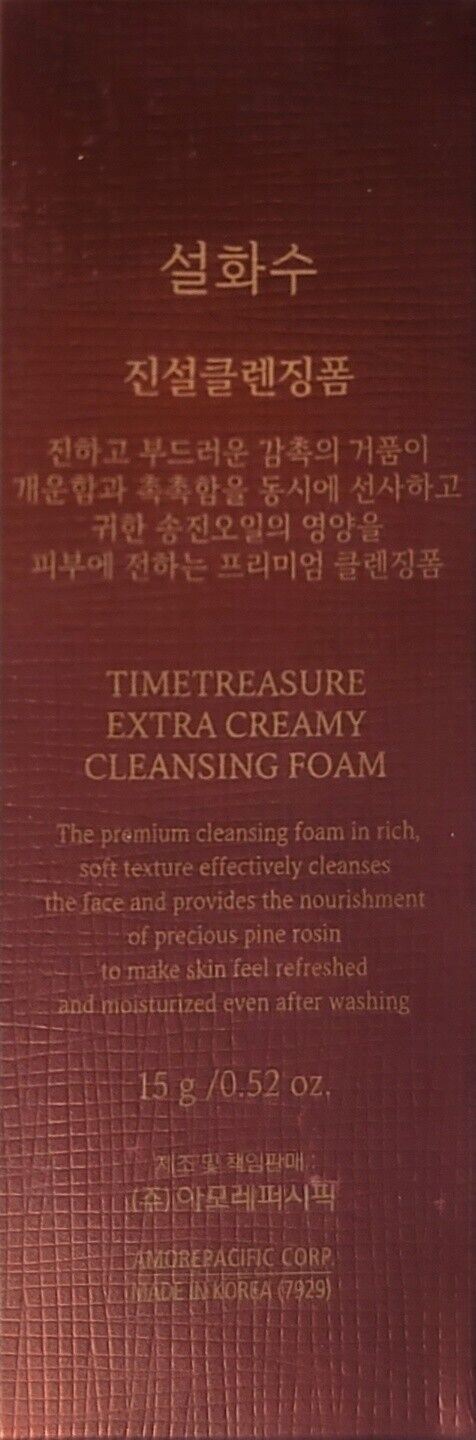 설화수
진설클렌징폼
진하고 부드러운 감촉의 거품이
개운함과 촉촉함을 동시에 선사하고
귀한 송진오일의 영양을
피부에 전하는 프리미엄 클렌징폼
TIMETREASURE
EXTRA CREAMY
CLEANSING FOAM
The premium cleansing foam in rich,
soft texture effectively cleanses
the face and provides the nourishment
of precious pine rosin
to make skin feel refreshed
and moisturized even after washing
15 g /0.52 oz.
제조 및 책임판매 :
(주)아모레퍼시픽
AMOREPACIFIC CORP.
MADE IN KOREA (7929)